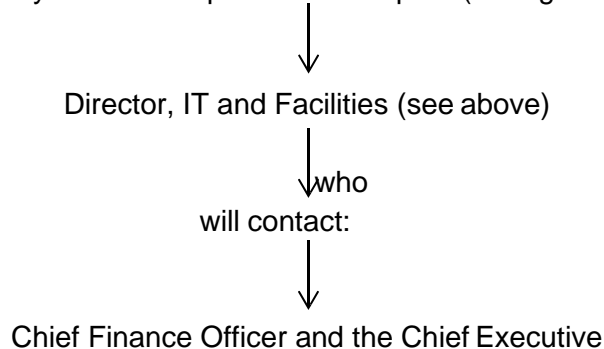 Director, IT and Facilities (see above)
who
will contact:
Chief Finance Officer and the Chief Executive